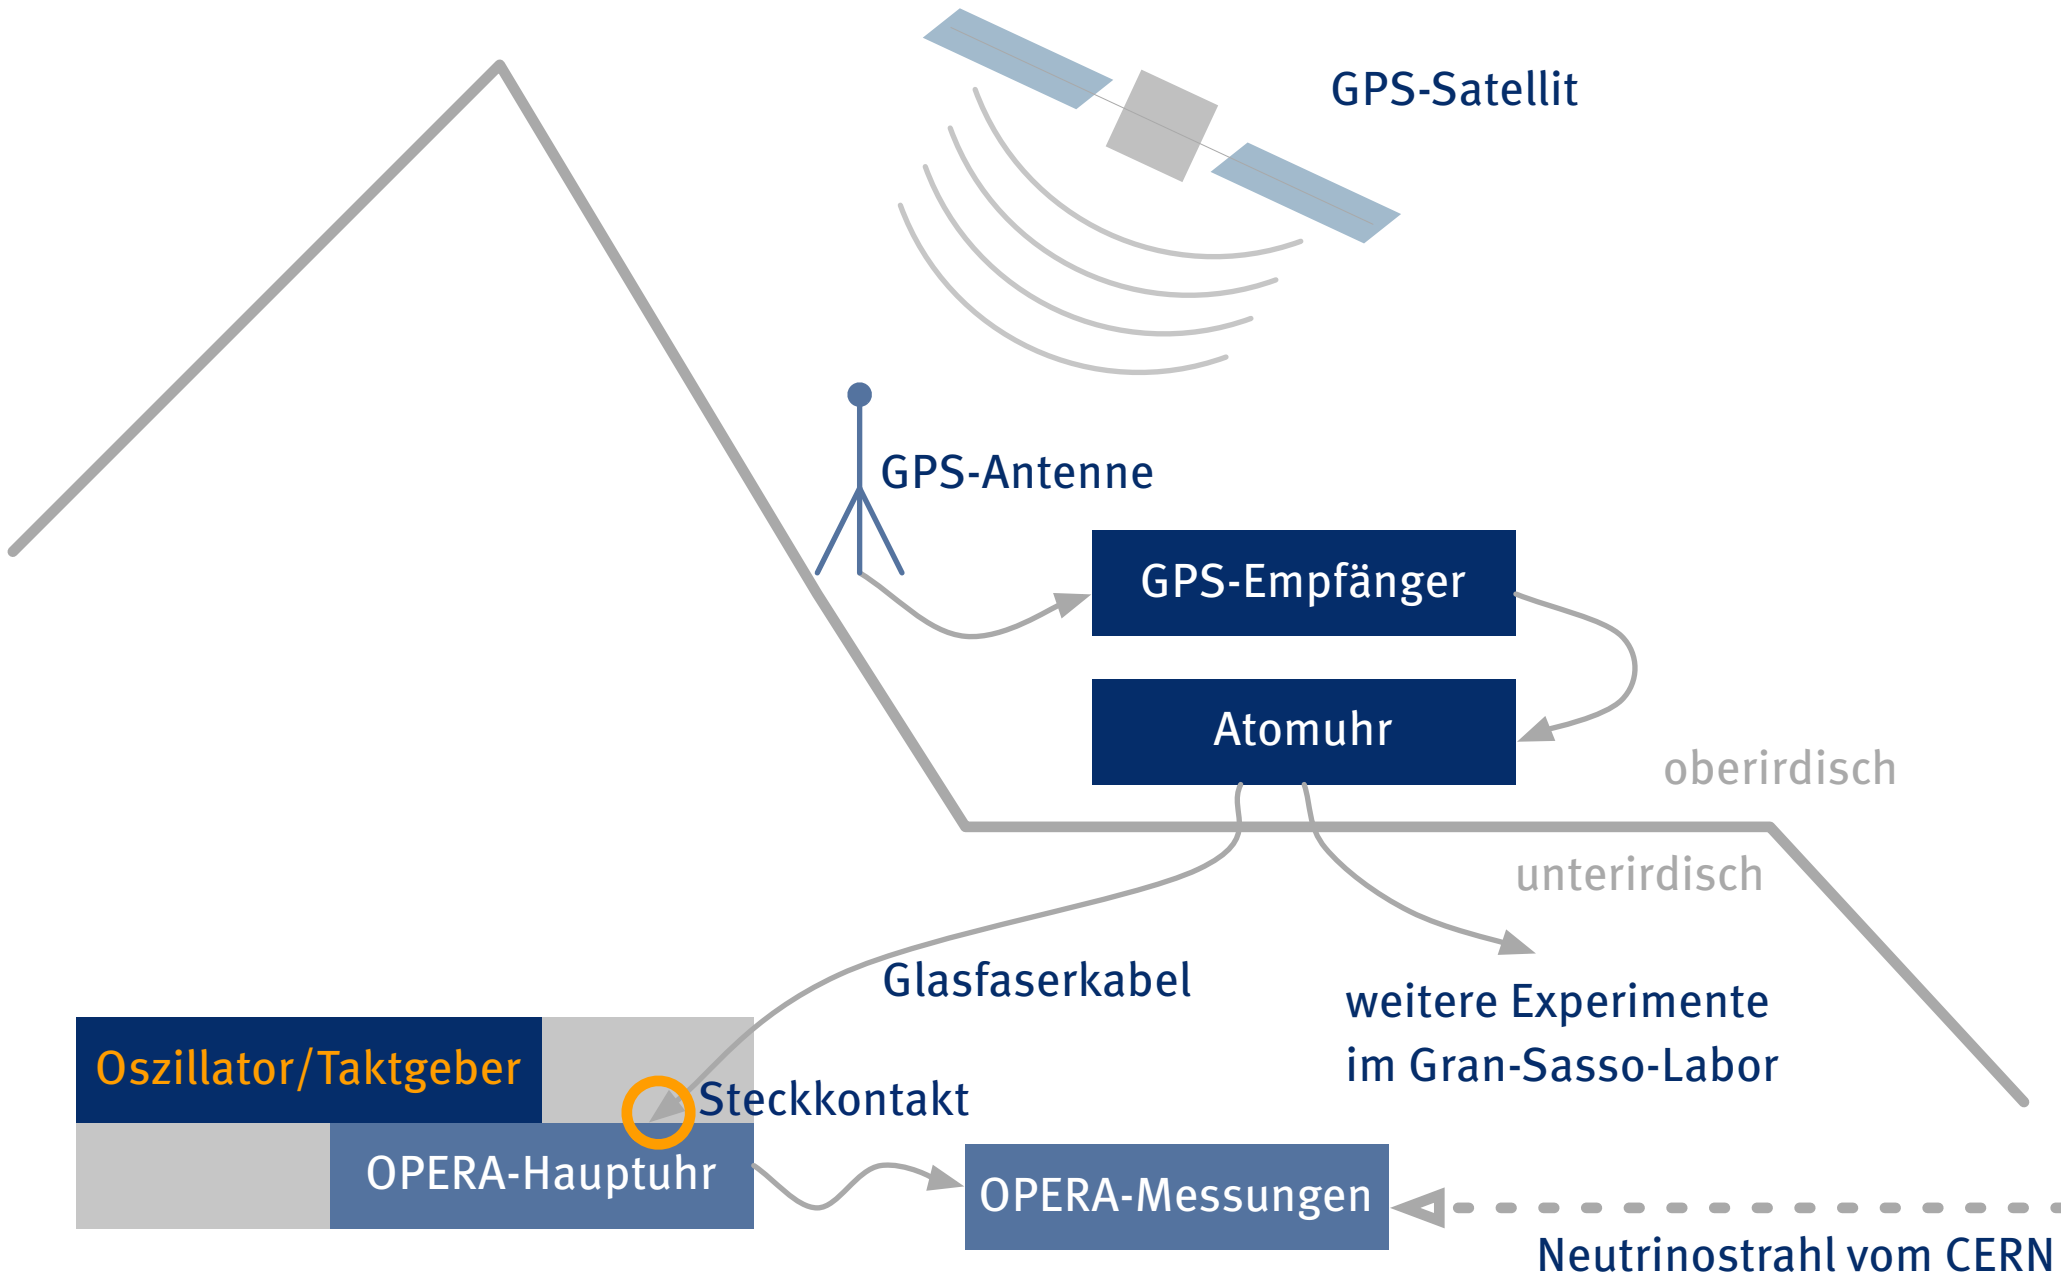 GPS-Satellit
GPS-Antenne
GPS-Empfänger
Atomuhr
oberirdisch
unterirdisch
Glasfaserkabel
weitere Experimente
im Gran-Sasso-Labor
Oszillator/Taktgeber
Steckkontakt
OPERA-Hauptuhr
OPERA-Messungen
Neutrinostrahl vom CERN